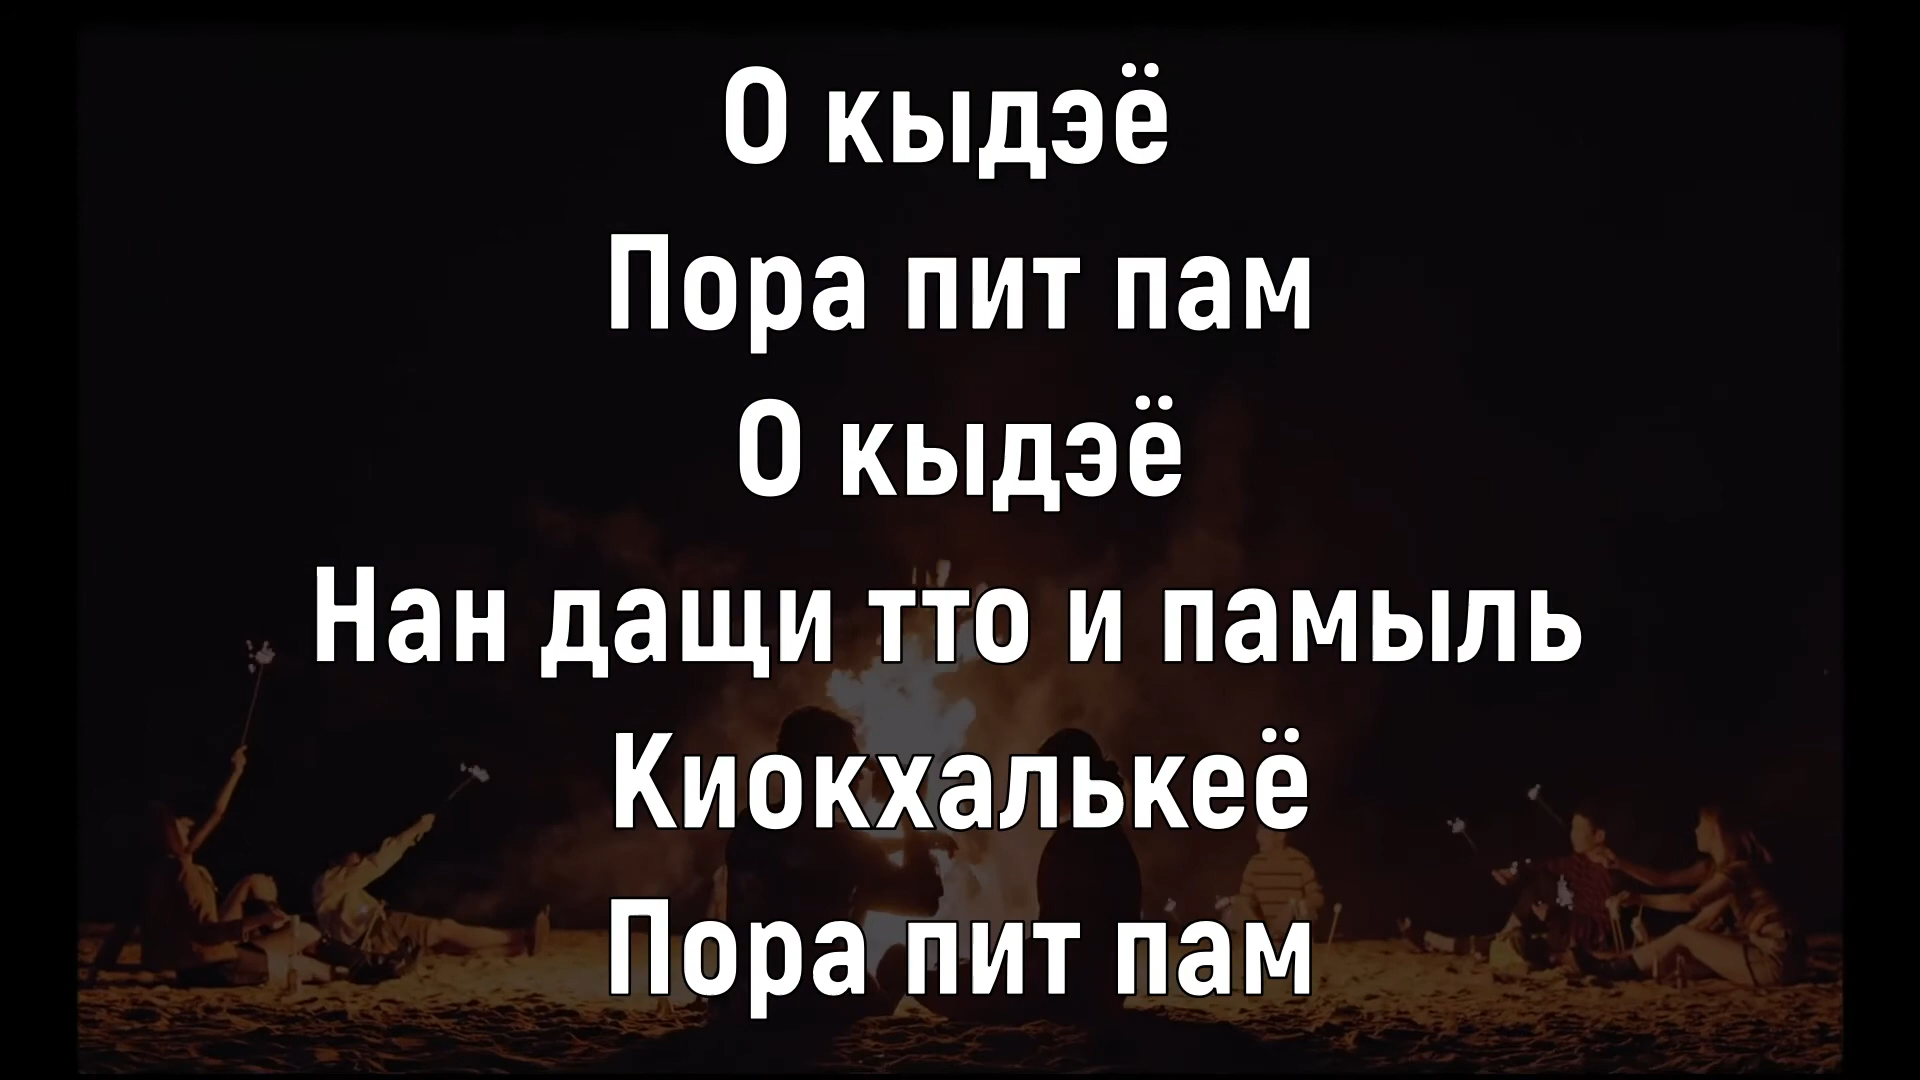 О кыдэё
Пора пит пам
О кыдэё
Нан дащи тто и памыль
Киокхалькеё
Пора пит пам